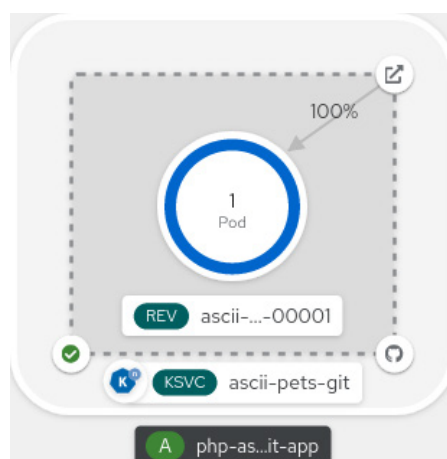 100%
1
Pod
REV ascii-...-00001
KSVC ascii-pets-git
A php-as...it-app